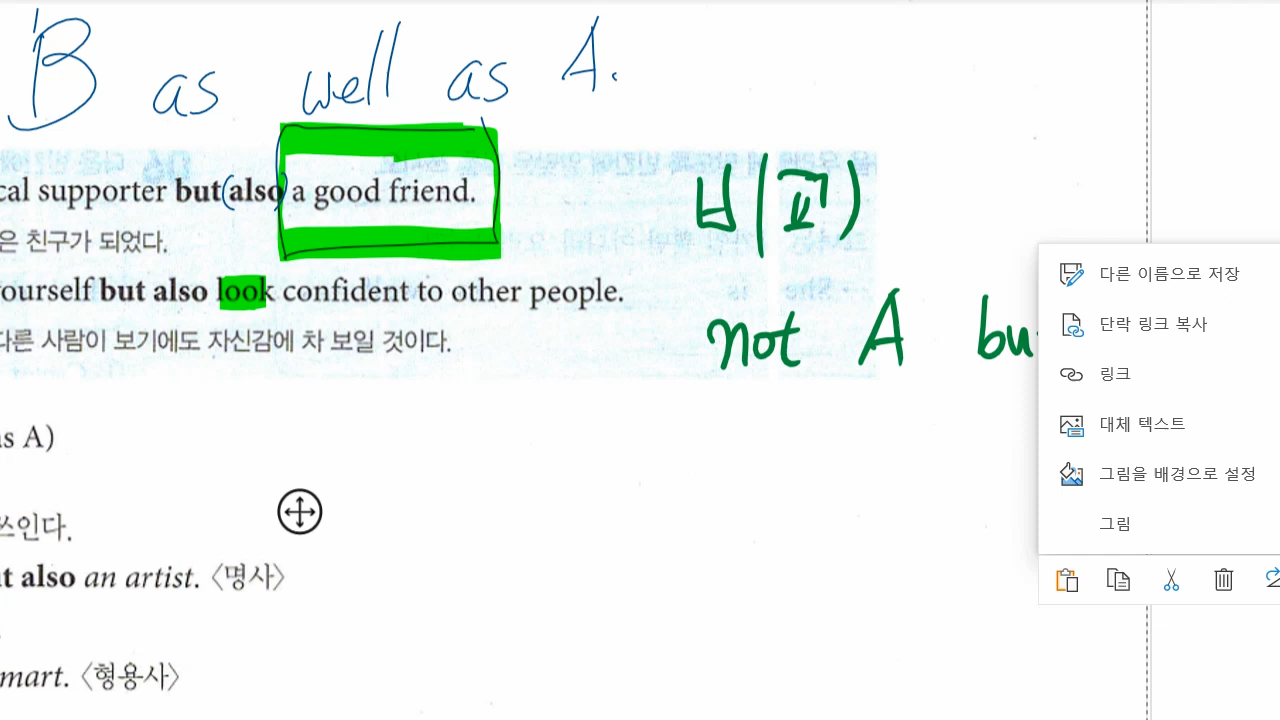 B as well as A.
cal supporter but (also) a good friend.
은 친구가 되었다.
yourself but also look confident to other people.
다른 사람이 보기에도 자신감에 차 보일 것이다.
비(교)
not A bu
as A)
쓰인다.
ut also an artist. 〈명사〉
mart. 〈형용사〉
다른 이름으로 저장
단락 링크 복사
링크
대체 텍스트
그림을 배경으로 설정
그림